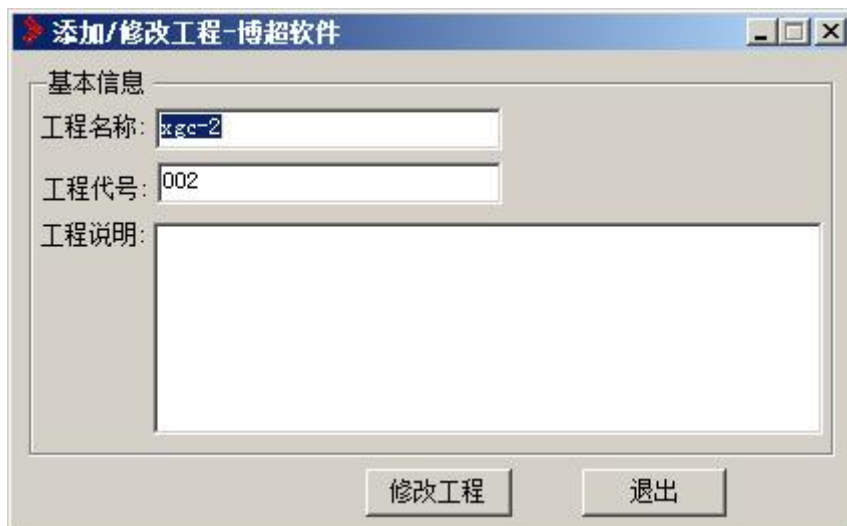 添加/修改工程-博超软件
基本信息
工程名称: xgc-2
工程代号: 002
工程说明:
修改工程 退出